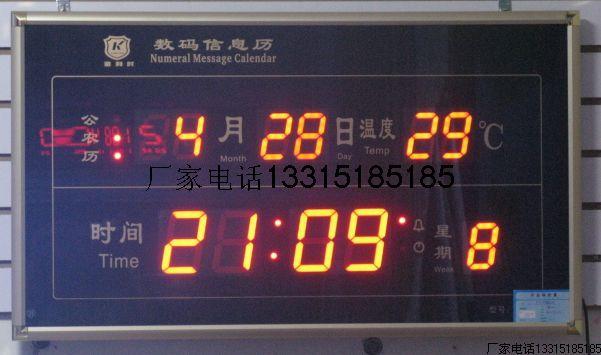 数码信息历
Numeral Message Calendar
公农历 4 月 Month 28 日 Day 温度 Temp 29 ℃
厂家电话13315185185
时间 Time 21:09 星期 Week 8
型号:
厂家电话13315185185